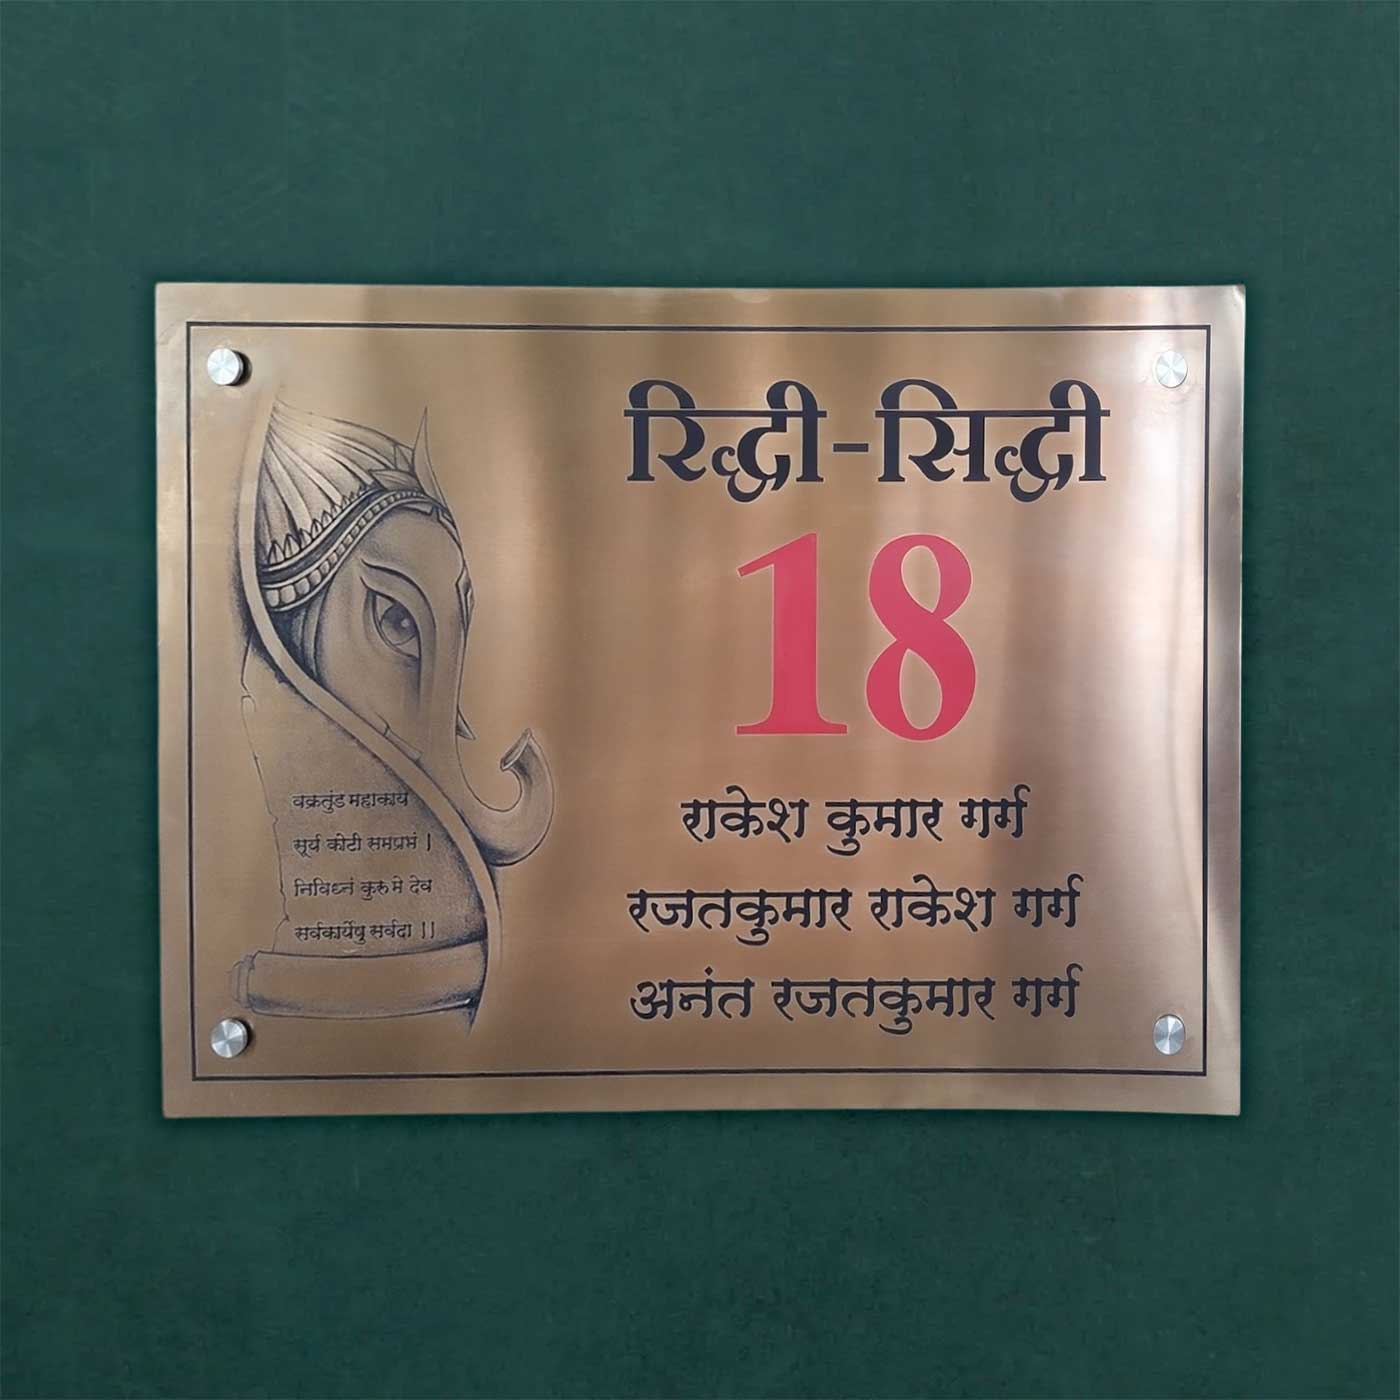 रिद्धी-सिद्धी
18
राकेश कुमार गर्ग
रजतकुमार राकेश गर्ग
अनंत रजतकुमार गर्ग
वक्रतुंड महाकाय
सूर्य कोटी समप्रभं ।
निविध्नं कुरु मे देव
सर्वकार्येषु सर्वदा ।।